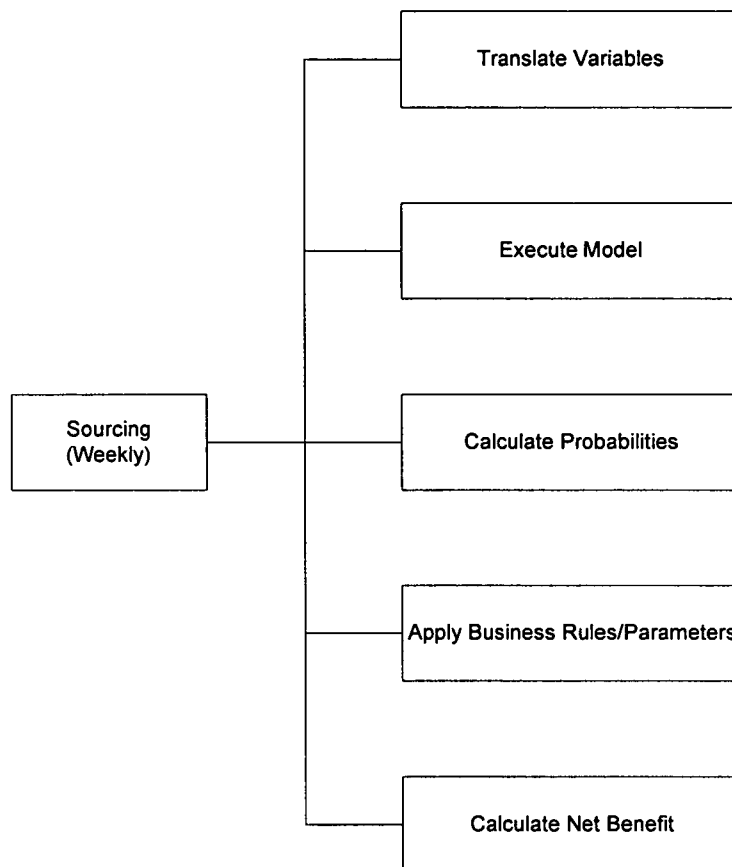 Translate Variables
Execute Model
Sourcing
(Weekly)
Calculate Probabilities
Apply Business Rules/Parameters
Calculate Net Benefit